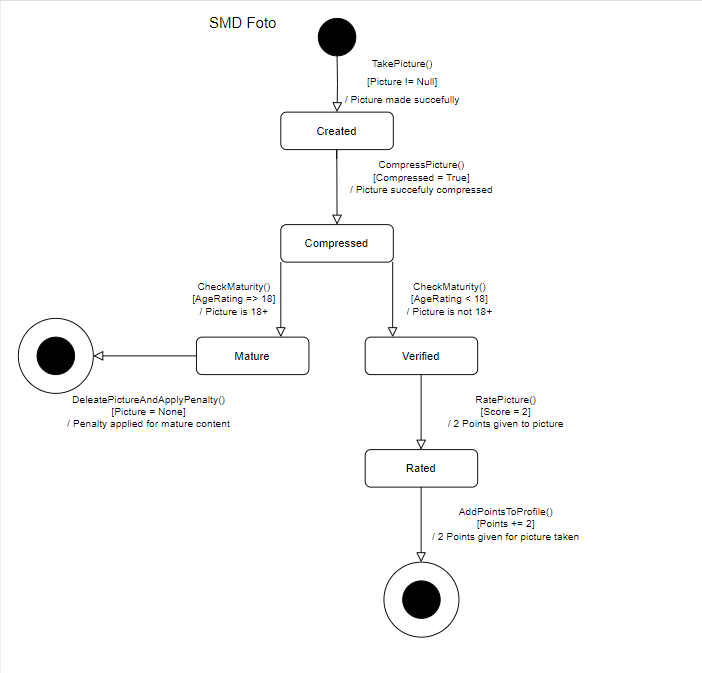 SMD Foto
TakePicture()
[Picture != Null]
/ Picture made succefully
Created
CompressPicture()
[Compressed = True]
/ Picture succefuly compressed
Compressed
CheckMaturity()
[AgeRating => 18]
/ Picture is 18+
CheckMaturity()
[AgeRating < 18]
/ Picture is not 18+
Mature
Verified
DeleatePictureAndApplyPenalty()
[Picture = None]
/ Penalty applied for mature content
RatePicture()
[Score = 2]
/ 2 Points given to picture
Rated
AddPointsToProfile()
[Points += 2]
/ 2 Points given for picture taken